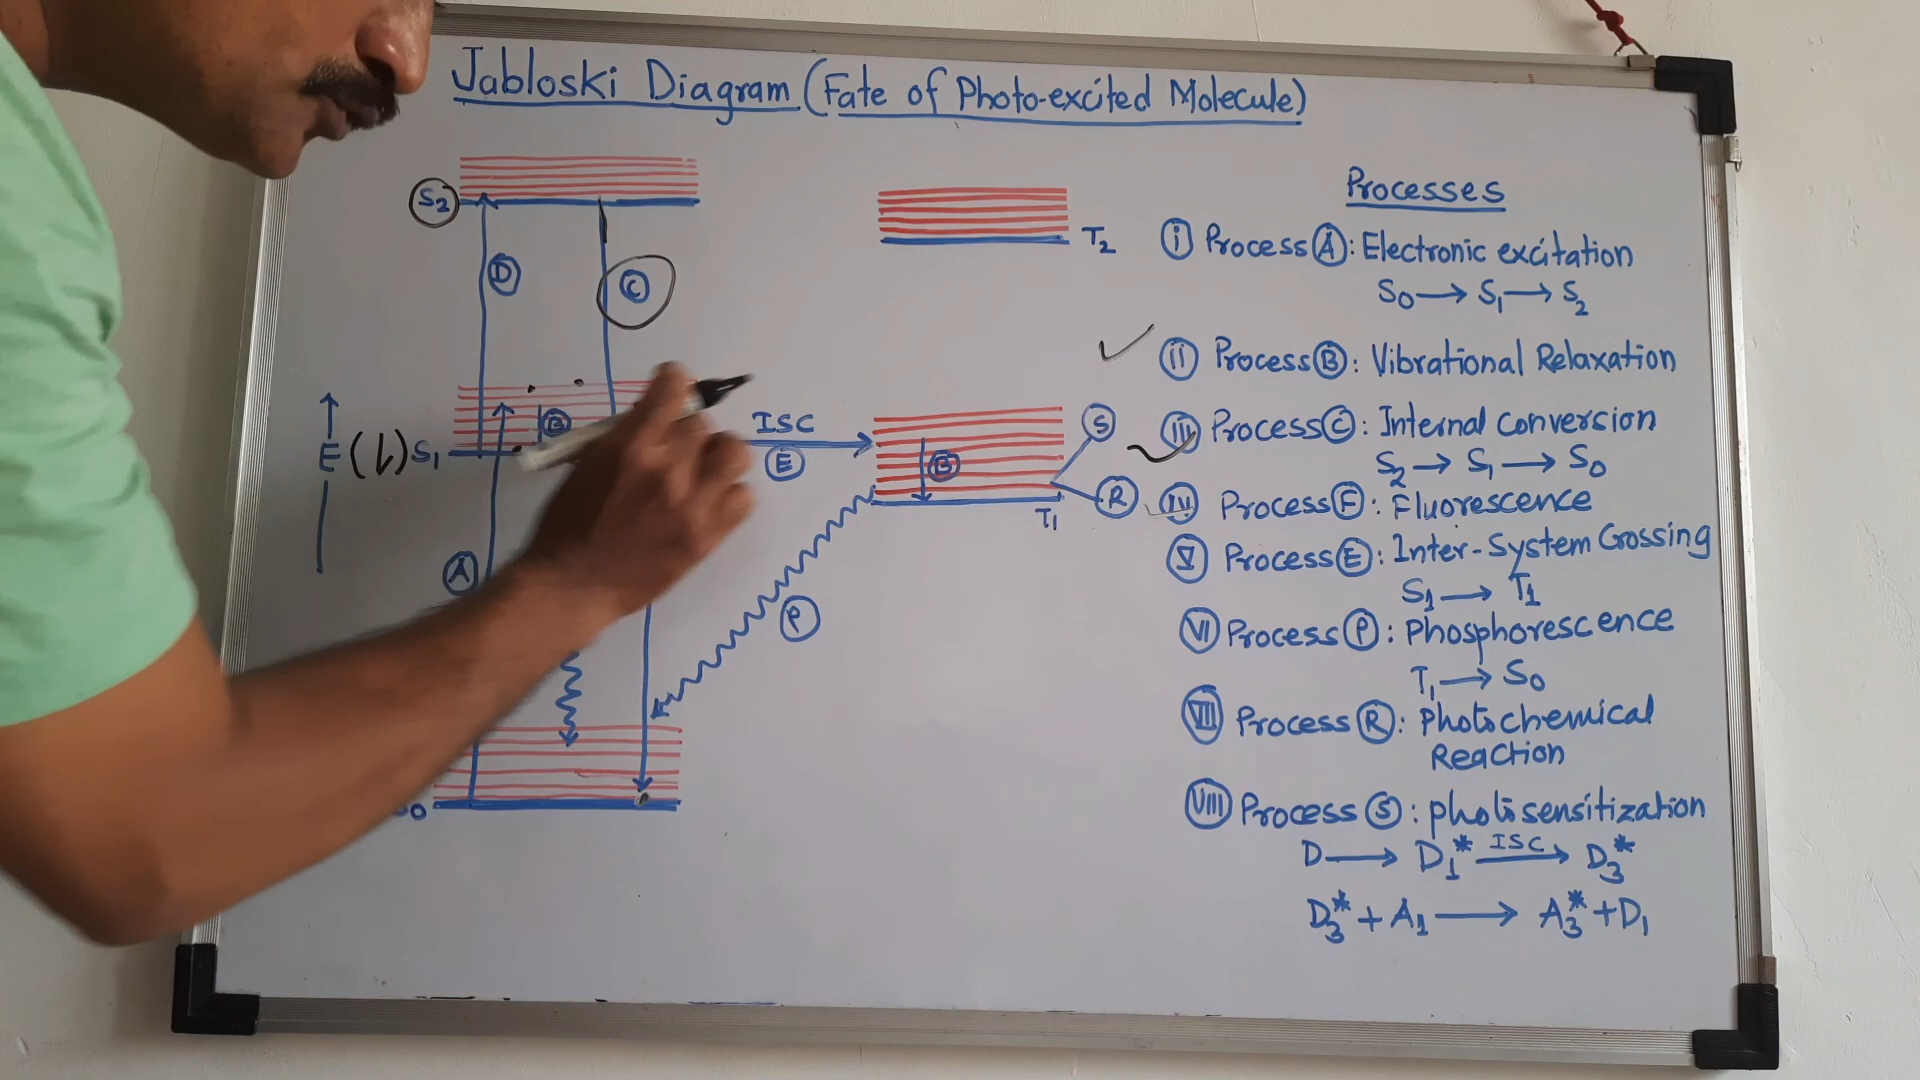 Jabloski Diagram (Fate of Photo-excited Molecule)
S2
D
C
E (1) S1
B
A
ISC
E
T2
B
S
R
T1
P
Processes
(i) Process (A): Electronic excitation
S0 → S1 → S2
(ii) Process (B): Vibrational Relaxation
(iii) Process (C): Internal Conversion
S2 → S1 → S0
(iv) Process (F): Fluorescence
(V) Process (E): Inter-System Crossing
S1 → T1
(VI) Process (P): Phosphorescence
T1 → S0
(VII) Process (R): Photochemical
Reaction
(VIII) Process (S): photosensitization
D → D1* ISC→ D3*
D3* + A1 → A3* + D1